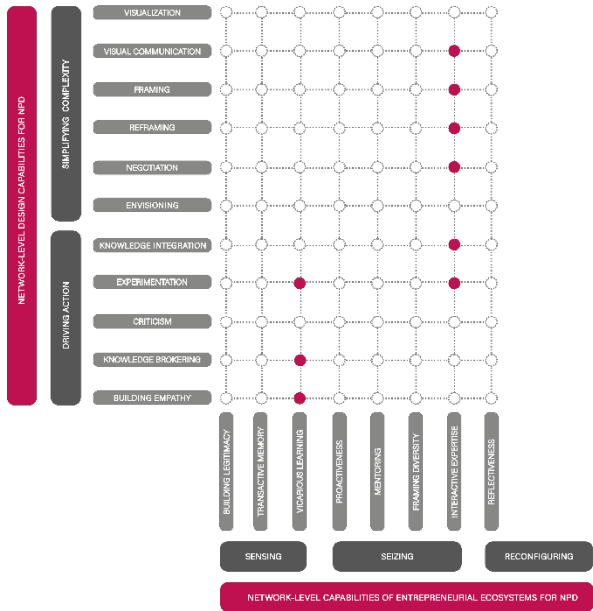 NETWORK-LEVEL DESIGN CAPABILITIES FOR NPD
SIMPLIFYING COMPLEXITY
VISUALIZATION
VISUAL COMMUNICATION
FRAMING
REFRAMING
NEGOTIATION
ENVISIONING
DRIVING ACTION
KNOWLEDGE INTEGRATION
EXPERIMENTATION
CRITICISM
KNOWLEDGE BROKERING
BUILDING EMPATHY
BUILDING LEGITIMACY
TRANSACTIVE MEMORY
VICARIOUS LEARNING
PROACTIVENESS
MENTORING
FRAMING DIVERSITY
INTERACTIVE EXPERTISE
REFLECTIVENESS
SENSING
SEIZING
RECONFIGURING
NETWORK-LEVEL CAPABILITIES OF ENTREPRENEURIAL ECOSYSTEMS FOR NPD